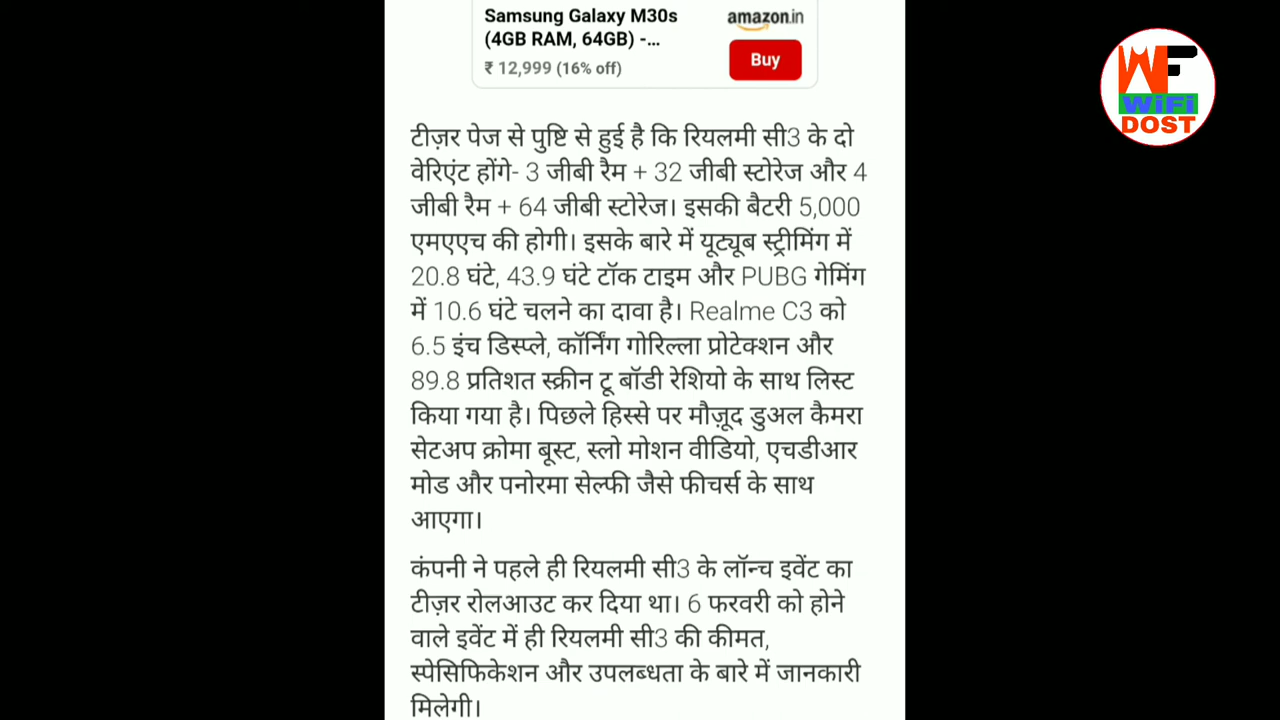 Samsung Galaxy M30s
(4GB RAM, 64GB) -...
₹ 12,999 (16% off)
amazon.in
Buy
WF
WiFi
DOST
टीज़र पेज से पुष्टि से हुई है कि रियलमी सी3 के दो
वेरिएंट होंगे- 3 जीबी रैम + 32 जीबी स्टोरेज और 4
जीबी रैम + 64 जीबी स्टोरेज। इसकी बैटरी 5,000
एमएएच की होगी। इसके बारे में यूट्यूब स्ट्रीमिंग में
20.8 घंटे, 43.9 घंटे टॉक टाइम और PUBG गेमिंग
में 10.6 घंटे चलने का दावा है। Realme C3 को
6.5 इंच डिस्प्ले, कॉर्निंग गोरिल्ला प्रोटेक्शन और
89.8 प्रतिशत स्क्रीन टू बॉडी रेशियो के साथ लिस्ट
किया गया है। पिछले हिस्से पर मौज़ूद डुअल कैमरा
सेटअप क्रोमा बूस्ट, स्लो मोशन वीडियो, एचडीआर
मोड और पनोरमा सेल्फी जैसे फीचर्स के साथ
आएगा।
कंपनी ने पहले ही रियलमी सी3 के लॉन्च इवेंट का
टीज़र रोलआउट कर दिया था। 6 फरवरी को होने
वाले इवेंट में ही रियलमी सी3 की कीमत,
स्पेसिफिकेशन और उपलब्धता के बारे में जानकारी
मिलेगी।